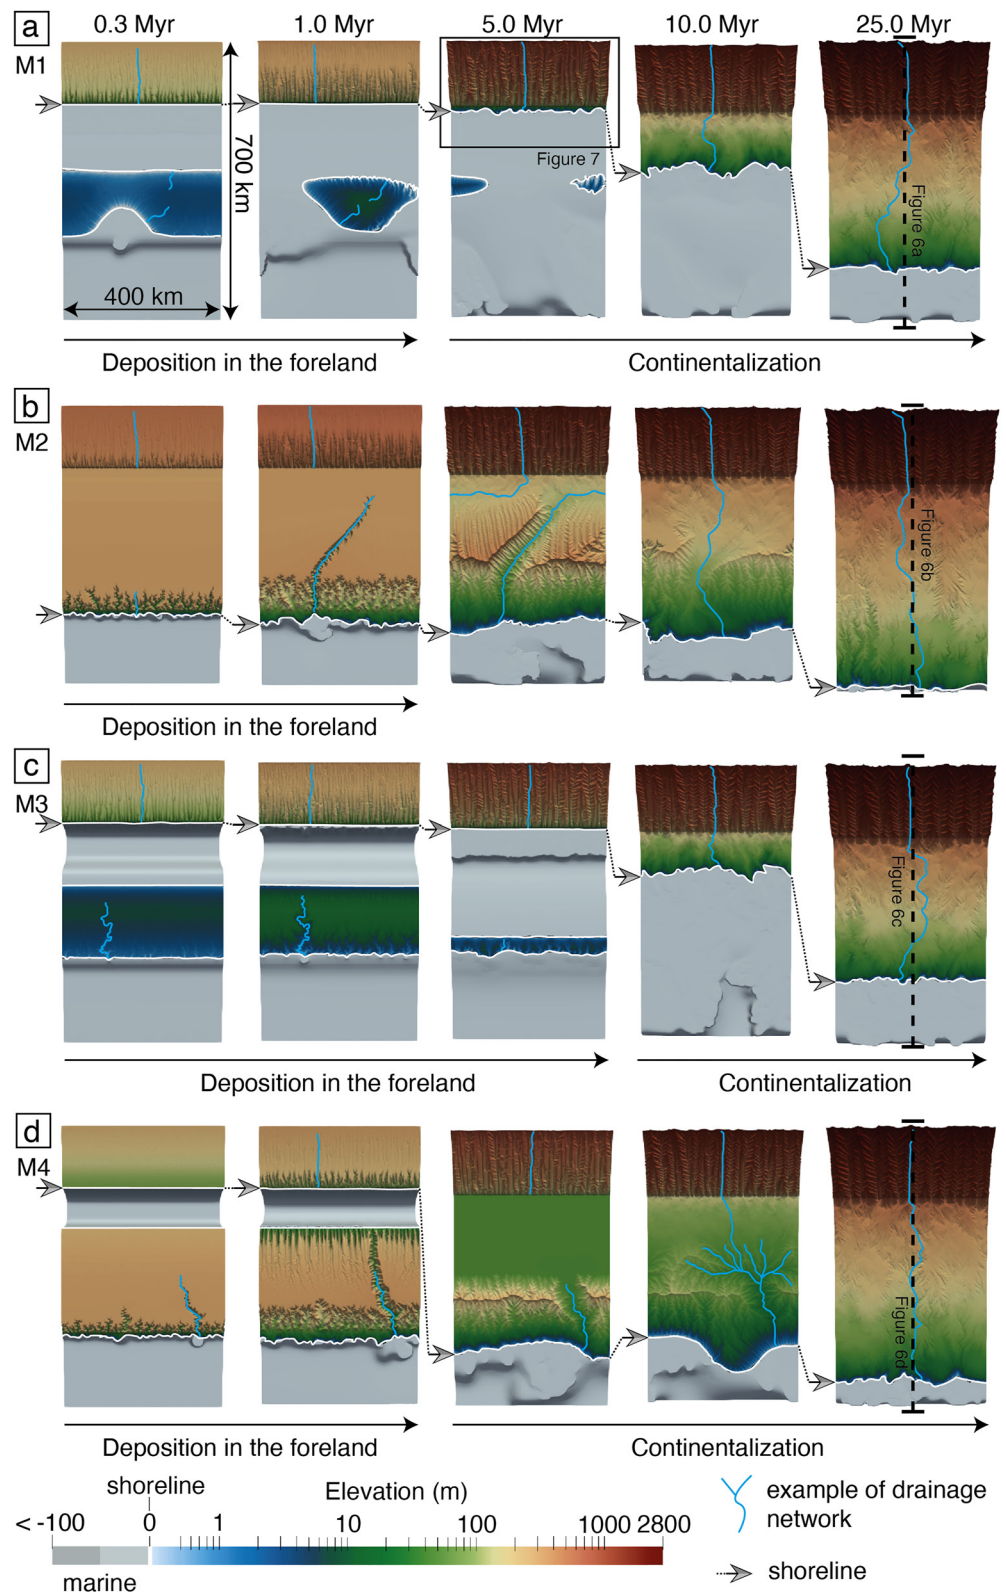 a
0.3 Myr 1.0 Myr 5.0 Myr 10.0 Myr 25.0 Myr
M1
700 km
Figure 7
Figure 6a
400 km
Deposition in the foreland
Continentalization
b
M2
Figure 6b
Deposition in the foreland
c
M3
Figure 6c
Deposition in the foreland
Continentalization
d
M4
Figure 6d
Deposition in the foreland
Continentalization
shoreline
Elevation (m)
< -100 0 1 10 100 1000 2800
marine
example of drainage
network
shoreline